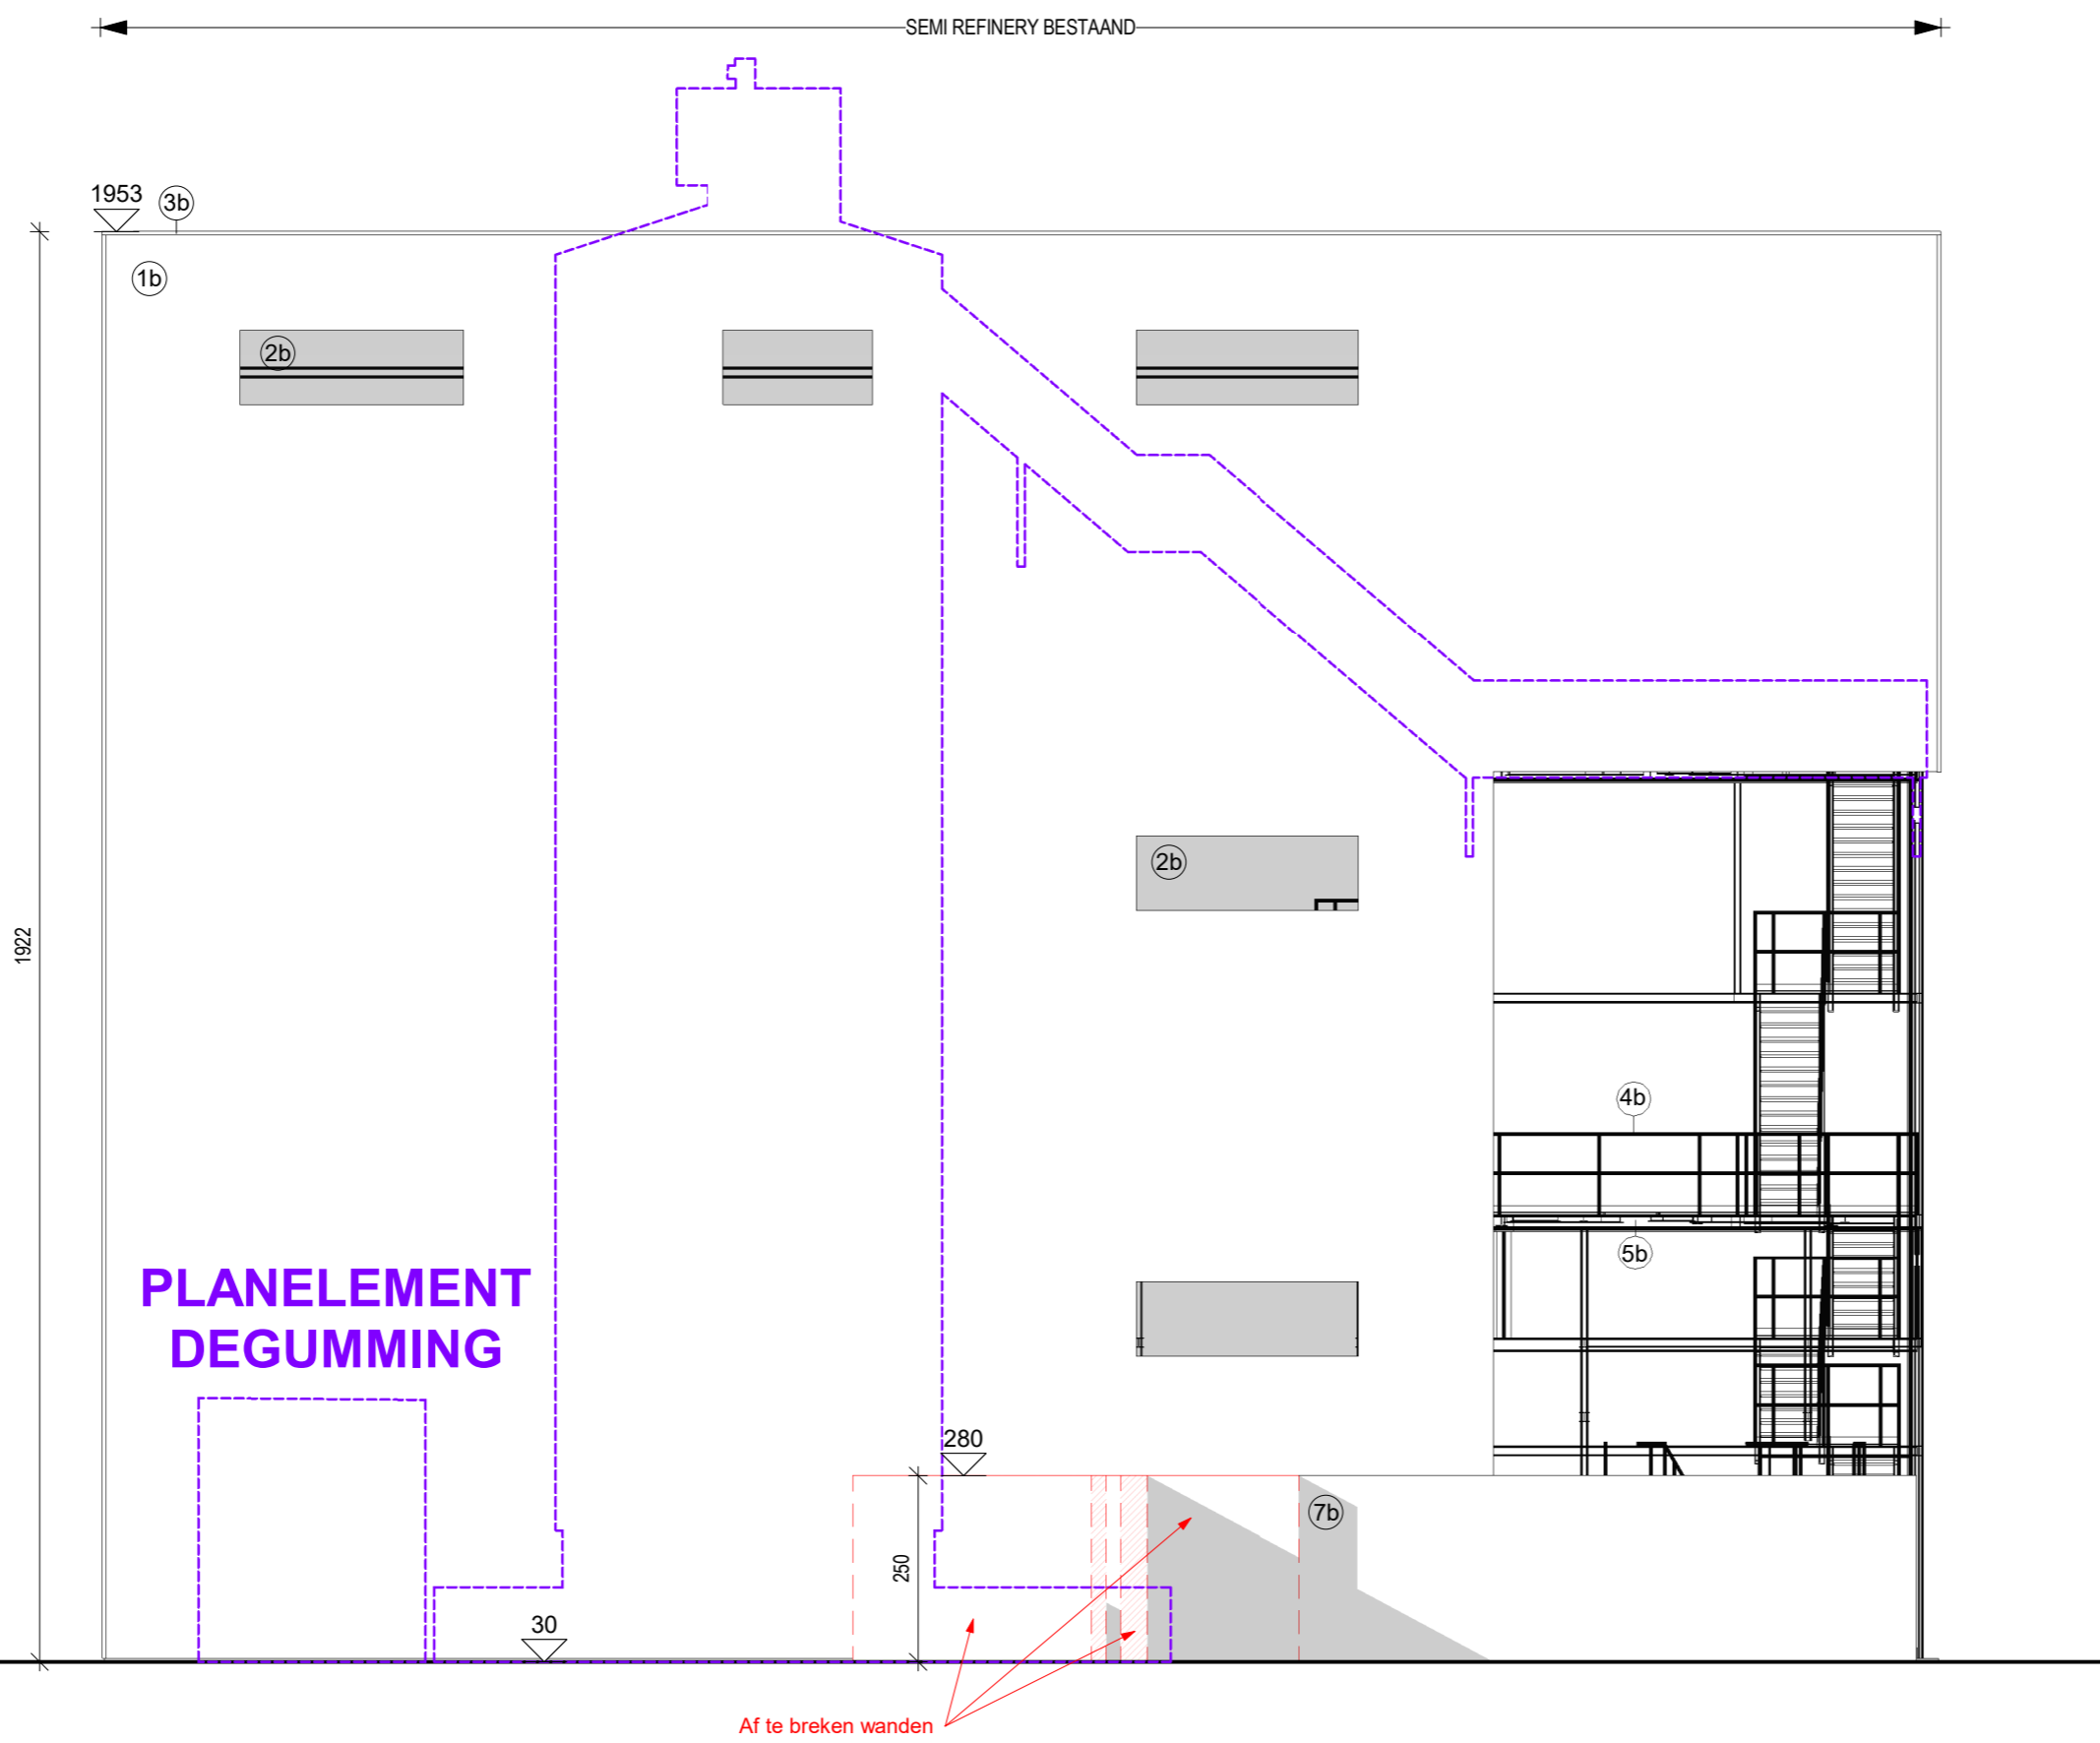 SEMI REFINERY BESTAAND
1953
3b
1b
2b
1922
2b
4b
5b
PLANELEMENT
DEGUMMING
280
7b
250
30
Af te breken wanden